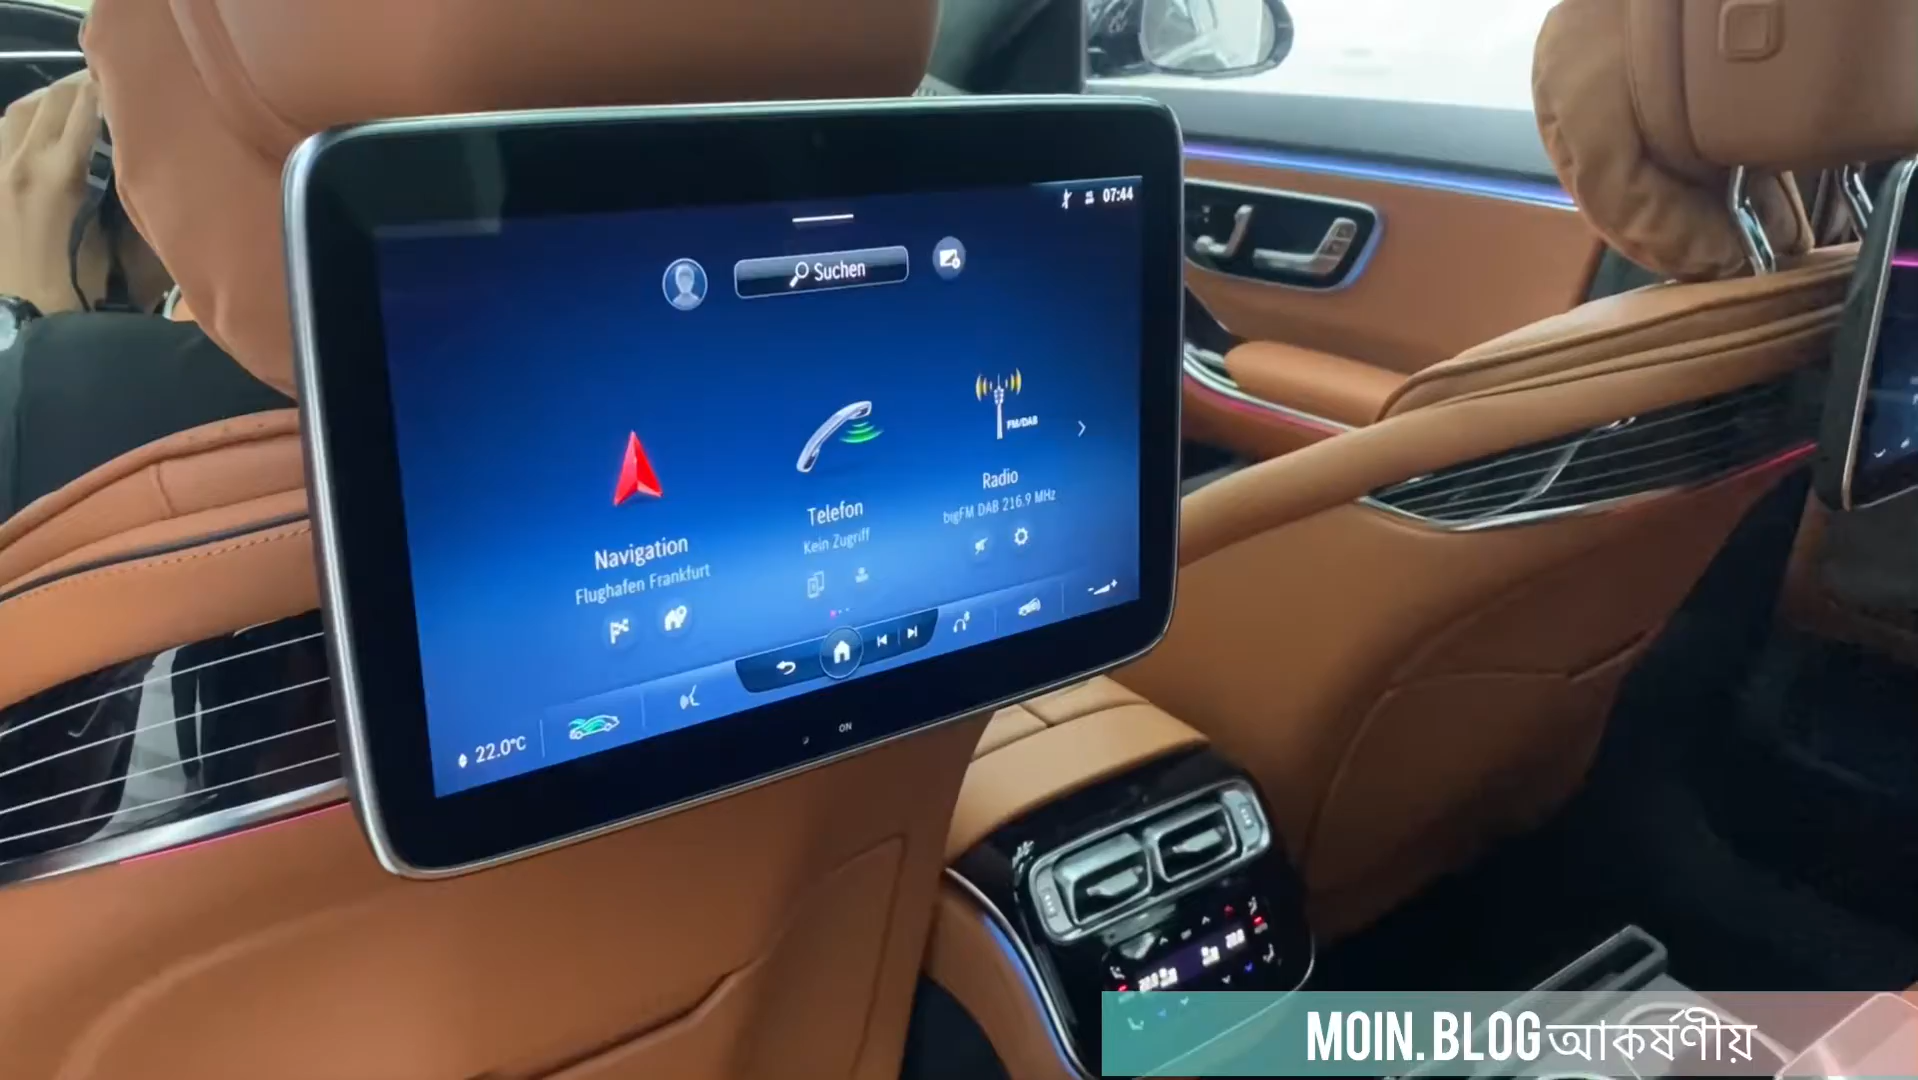 07:44
Suchen
FM/DAB
Navigation
Flughafen Frankfurt
Telefon
Kein Zugriff
Radio
bigFM DAB 216.9 MHz
22.0°C
ON
MOIN.BLOG আকর্ষণীয়